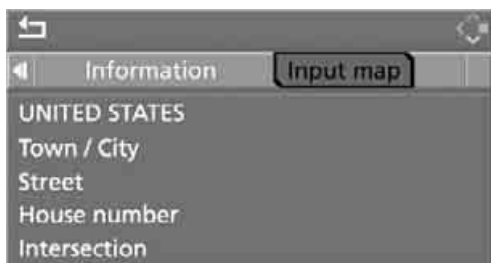 Information Input map
UNITED STATES
Town / City
Street
House number
Intersection